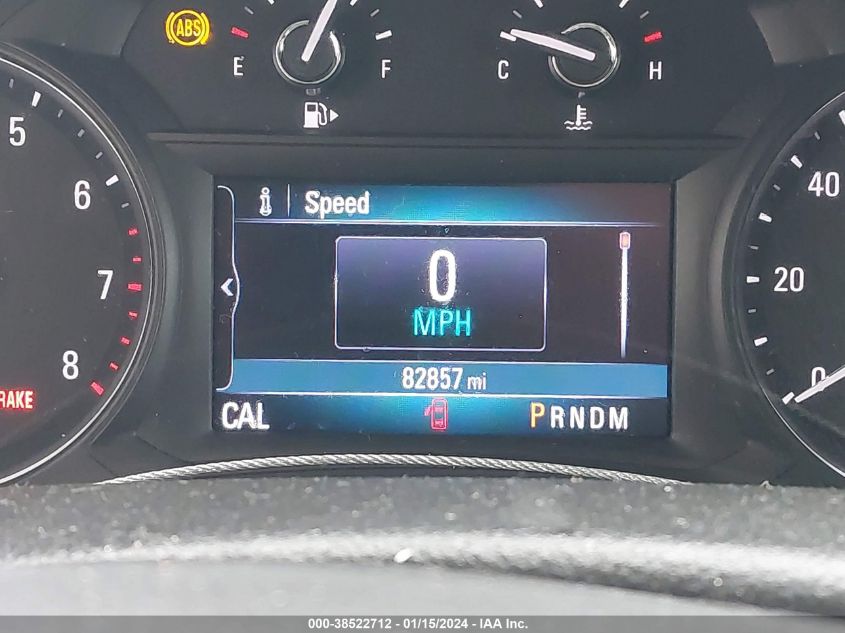 ABS
E F
C H
5
6
7
8
BRAKE
i Speed
0
MPH
82857 mi
CAL PRNDM
40
20
0
000-38522712 - 01/15/2024 - IAA Inc.